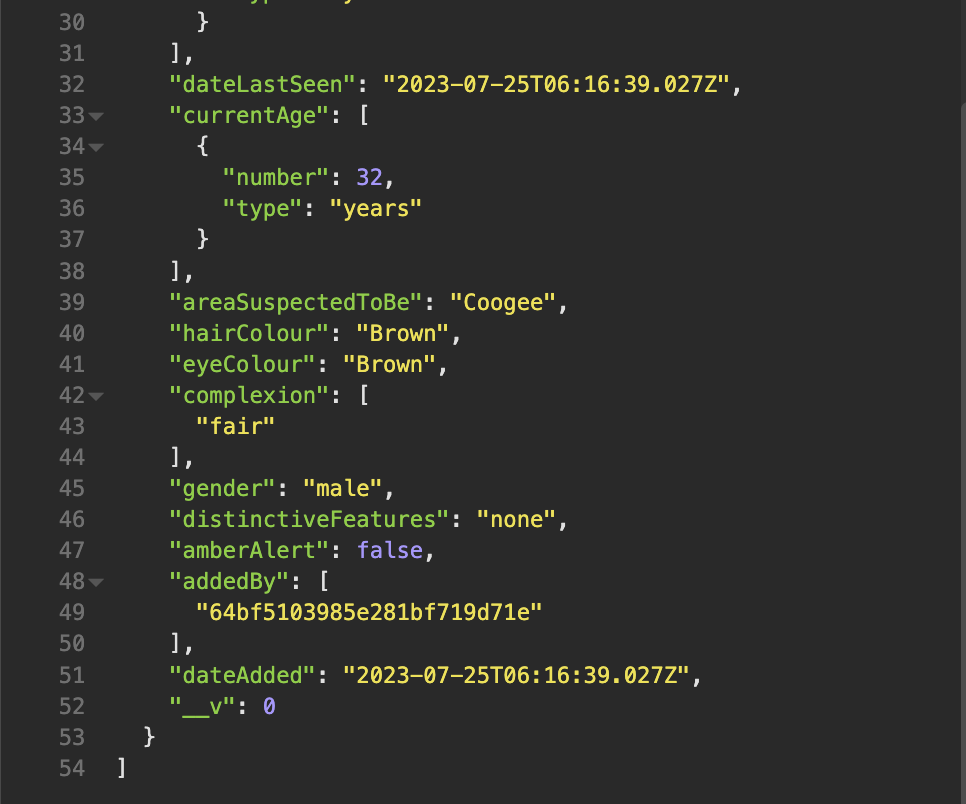 30 }
31 ],
32 "dateLastSeen": "2023-07-25T06:16:39.027Z",
33 "currentAge": [
34 {
35 "number": 32,
36 "type": "years"
37 }
38 ],
39 "areaSuspectedToBe": "Coogee",
40 "hairColour": "Brown",
41 "eyeColour": "Brown",
42 "complexion": [
43 "fair"
44 ],
45 "gender": "male",
46 "distinctiveFeatures": "none",
47 "amberAlert": false,
48 "addedBy": [
49 "64bf5103985e281bf719d71e"
50 ],
51 "dateAdded": "2023-07-25T06:16:39.027Z",
52 "__v": 0
53 }
54 ]